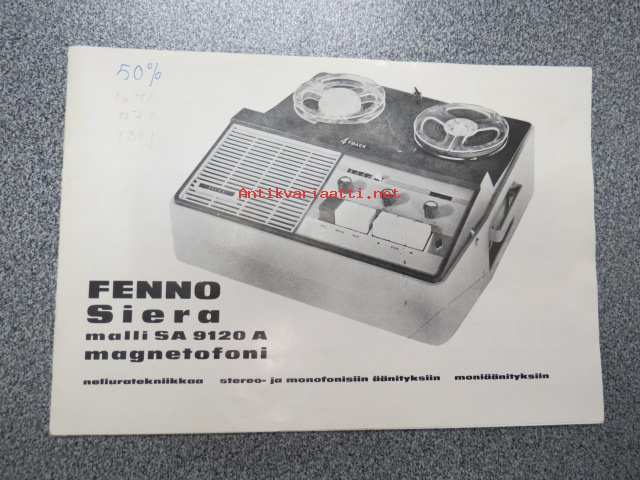 50%
4 TRACK
Antikvariaatti.net
FENNO
Siera
malli SA 9120 A
magnetofoni
neliuratekniikkaa stereo- ja monofonisiin äänityksiin moniäänityksiin